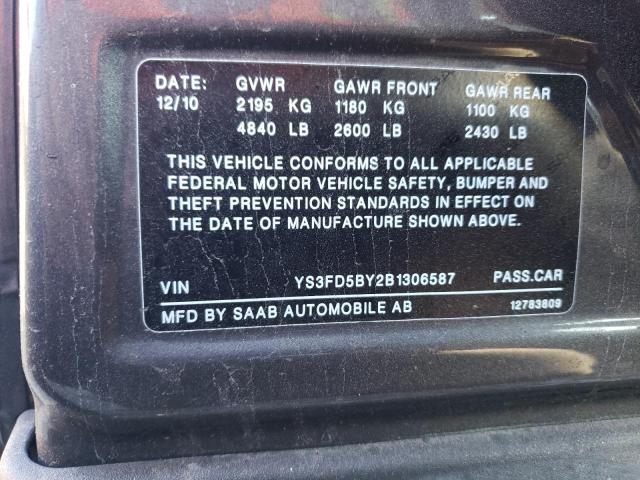 DATE: GVWR GAWR FRONT GAWR REAR
12/10 2195 KG 1180 KG 1100 KG
4840 LB 2600 LB 2430 LB
THIS VEHICLE CONFORMS TO ALL APPLICABLE
FEDERAL MOTOR VEHICLE SAFETY, BUMPER AND
THEFT PREVENTION STANDARDS IN EFFECT ON
THE DATE OF MANUFACTURE SHOWN ABOVE.
VIN YS3FD5BY2B1306587 PASS.CAR
MFD BY SAAB AUTOMOBILE AB 12783809